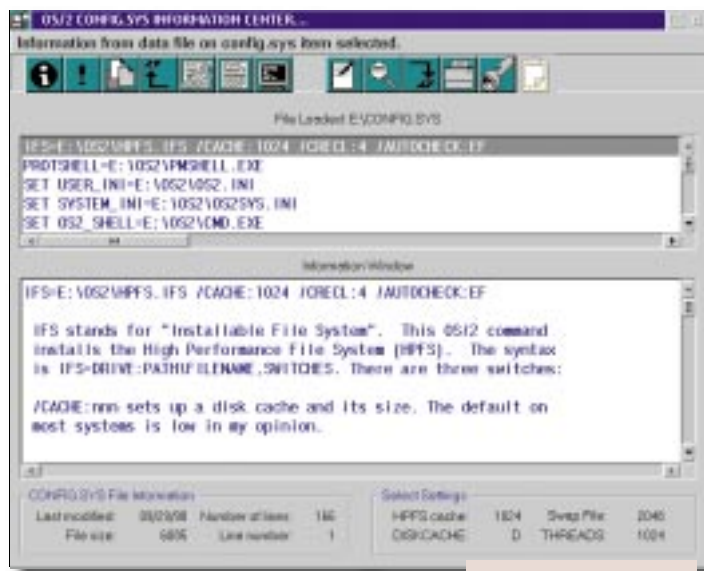 OS/2 CONFIG.SYS INFORMATION CENTER...
Information from data file on config.sys item selected.
File Loaded: E:\CONFIG.SYS
IFS=E:\OS2\HPFS.IFS /CACHE:1024 /CRECL:4 /AUTOCHECK:EF
PROTSHELL=E:\OS2\PMSHELL.EXE
SET USER_INI=E:\OS2\OS2.INI
SET SYSTEM_INI=E:\OS2\OS2SYS.INI
SET OS2_SHELL=E:\OS2\CMD.EXE
Information Window
IFS=E:\OS2\HPFS.IFS /CACHE:1024 /CRECL:4 /AUTOCHECK:EF
IFS stands for "Installable File System". This OS/2 command
installs the High Performance File System (HPFS). The syntax
is IFS=DRIVE:PATH\FILENAME,SWITCHES. There are three switches:
/CACHE:nnn sets up a disk cache and its size. The default on
most systems is low in my opinion.
CONFIG.SYS File Information
Select Settings
Last modified: Number of lines: 166 HPFS cache: 1024 Swap File: 2048
File size: Line number: 1 DISKCACHE: D THREADS: 1024